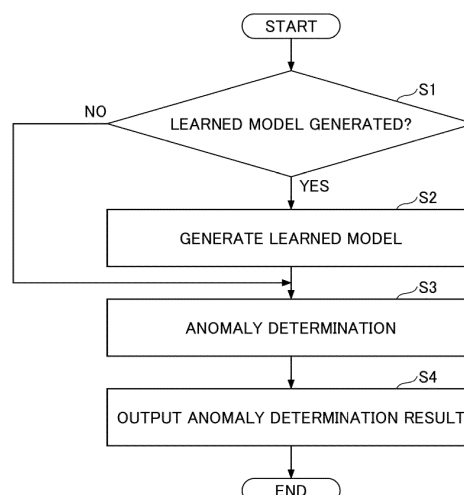 START
S1
LEARNED MODEL GENERATED?
NO
YES
S2
GENERATE LEARNED MODEL
S3
ANOMALY DETERMINATION
S4
OUTPUT ANOMALY DETERMINATION RESULT
END